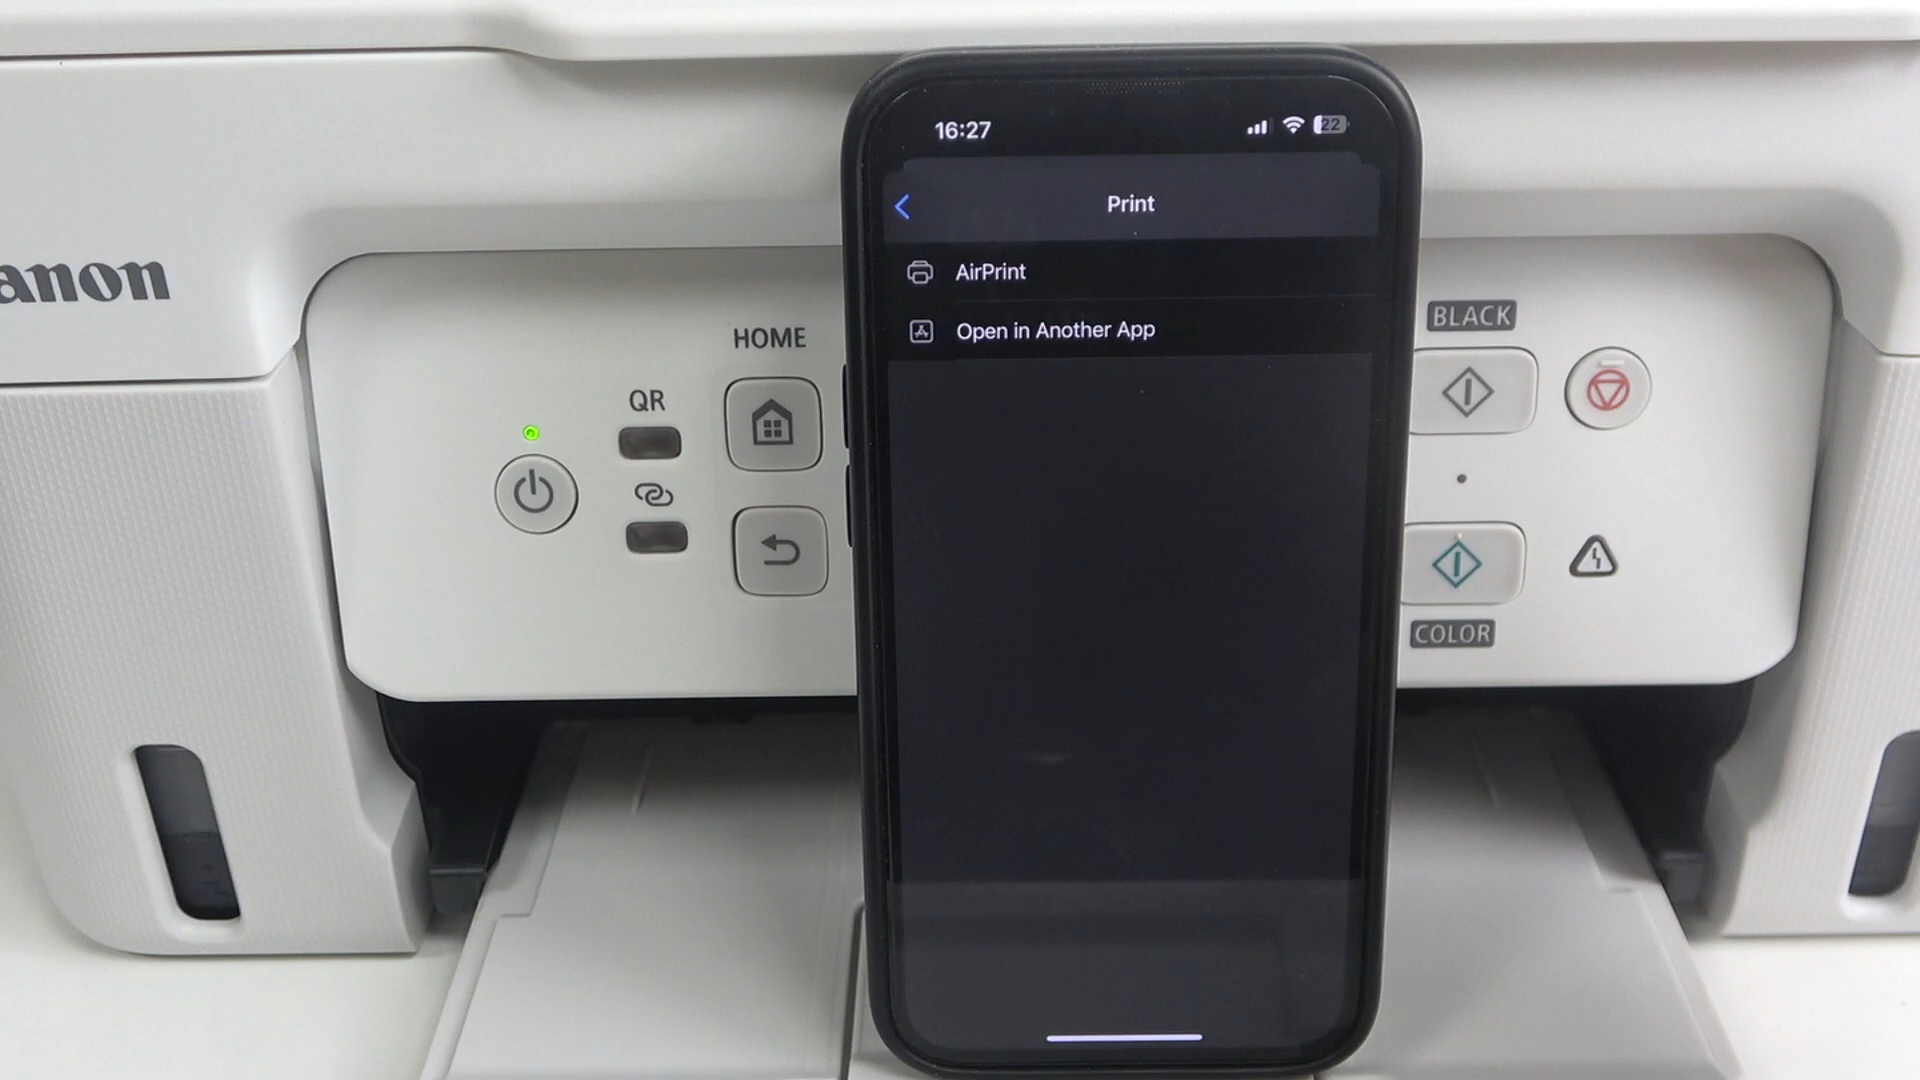 anon
HOME
QR
16:27
22
Print
AirPrint
Open in Another App
BLACK
COLOR